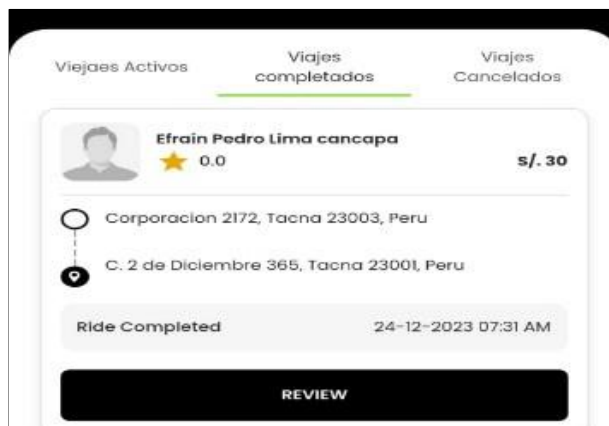 Viejaes Activos
Viajes
completados
Viajes
Cancelados
Efrain Pedro Lima cancapa
0.0
S/. 30
Corporacion 2172, Tacna 23003, Peru
C. 2 de Diciembre 365, Tacna 23001, Peru
Ride Completed
24-12-2023 07:31 AM
REVIEW